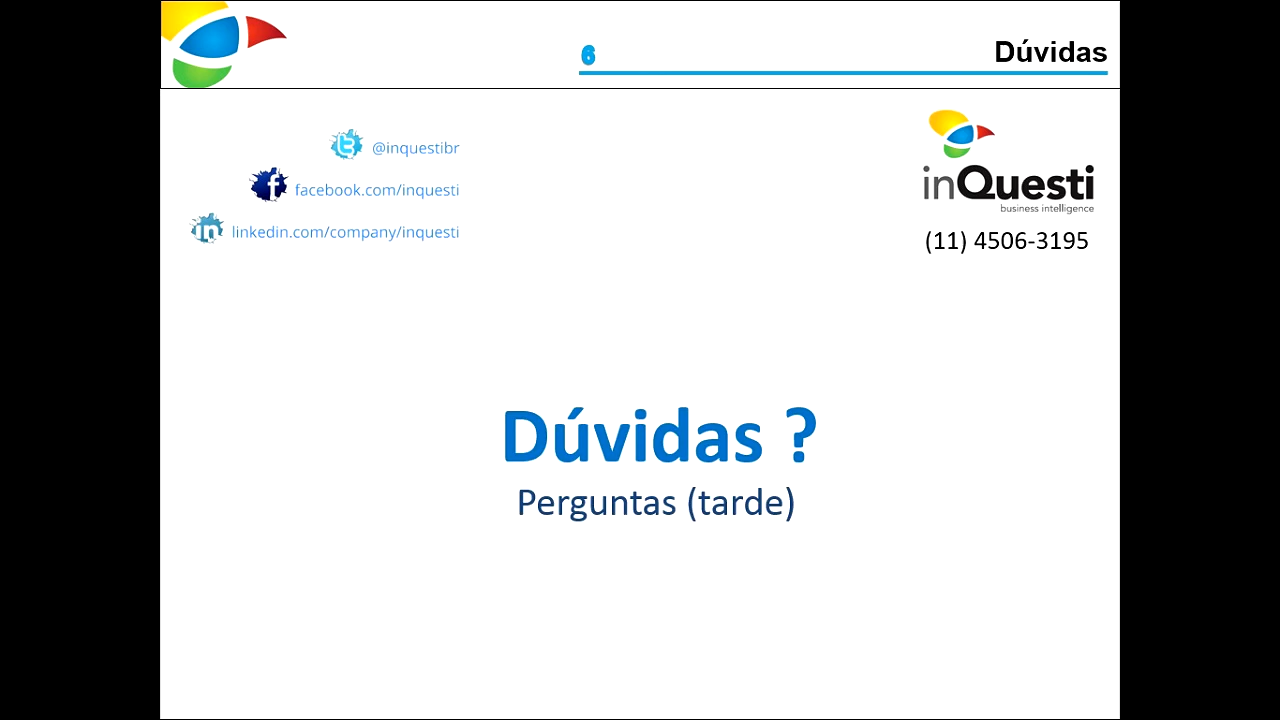 6
Dúvidas
@inquestibr
facebook.com/inquesti
linkedin.com/company/inquesti
inQuesti
business intelligence
(11) 4506-3195
Dúvidas ?
Perguntas (tarde)